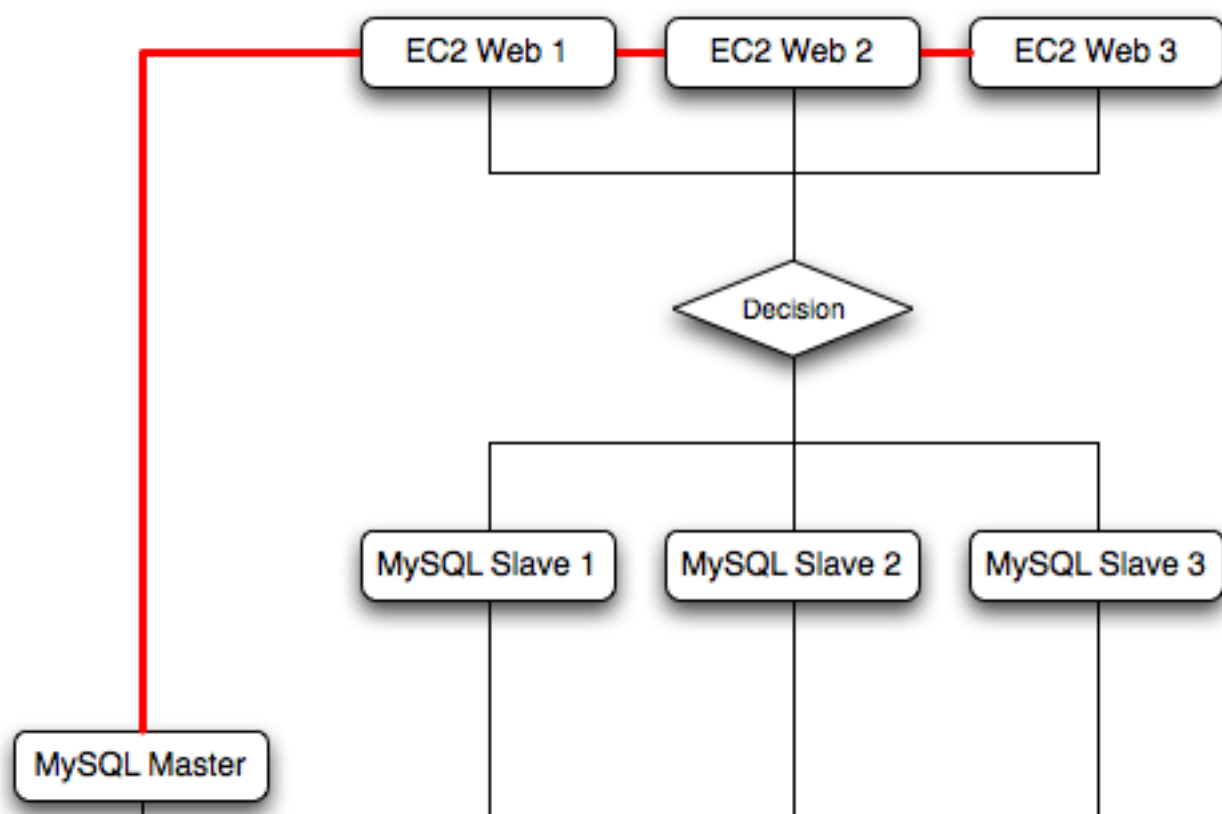 EC2 Web 1
EC2 Web 2
EC2 Web 3
Decision
MySQL Slave 1
MySQL Slave 2
MySQL Slave 3
MySQL Master